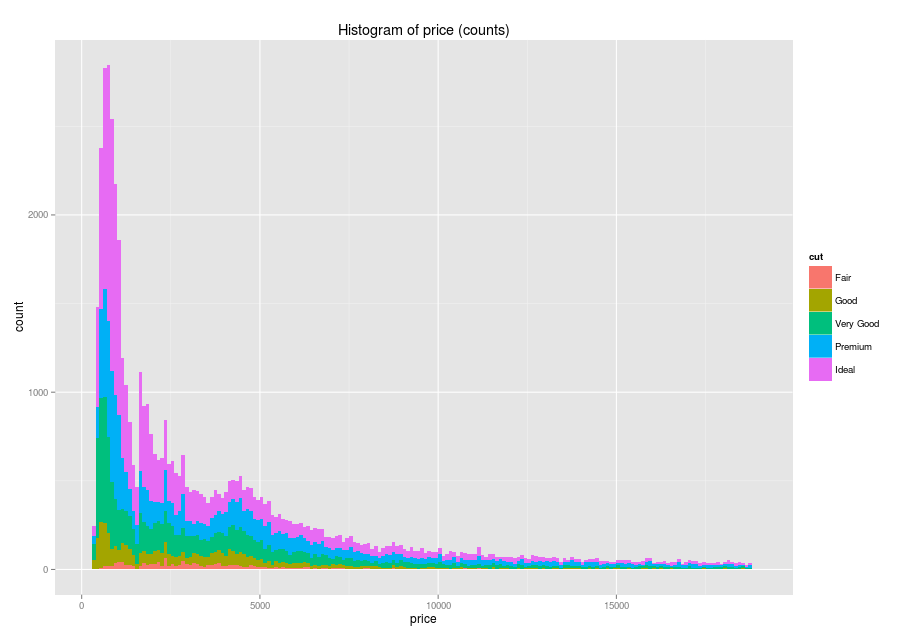 Histogram of price (counts)
count
2000
1000
0
0
5000
10000
15000
price
cut
Fair
Good
Very Good
Premium
Ideal